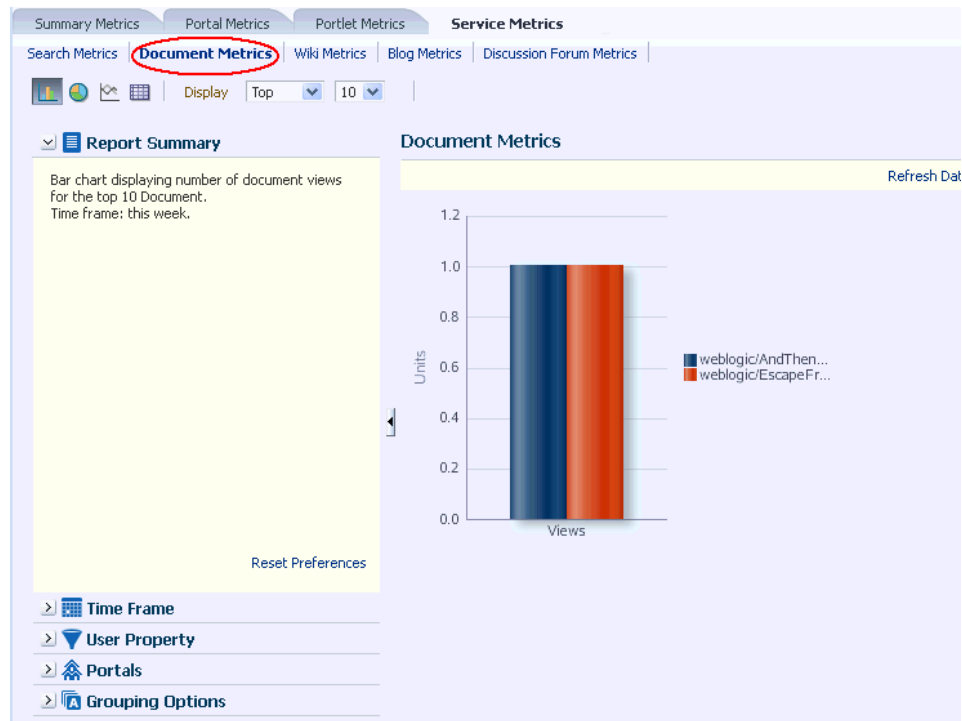 Summary Metrics Portal Metrics Portlet Metrics Service Metrics
Search Metrics Document Metrics Wiki Metrics Blog Metrics Discussion Forum Metrics
Display Top 10
Report Summary
Bar chart displaying number of document views
for the top 10 Document.
Time frame: this week.
Reset Preferences
Time Frame
User Property
Portals
Grouping Options
Document Metrics
Refresh Dat
1.2
1.0
0.8
0.6
0.4
0.2
0.0
Units
Views
weblogic/AndThen...
weblogic/EscapeFr...